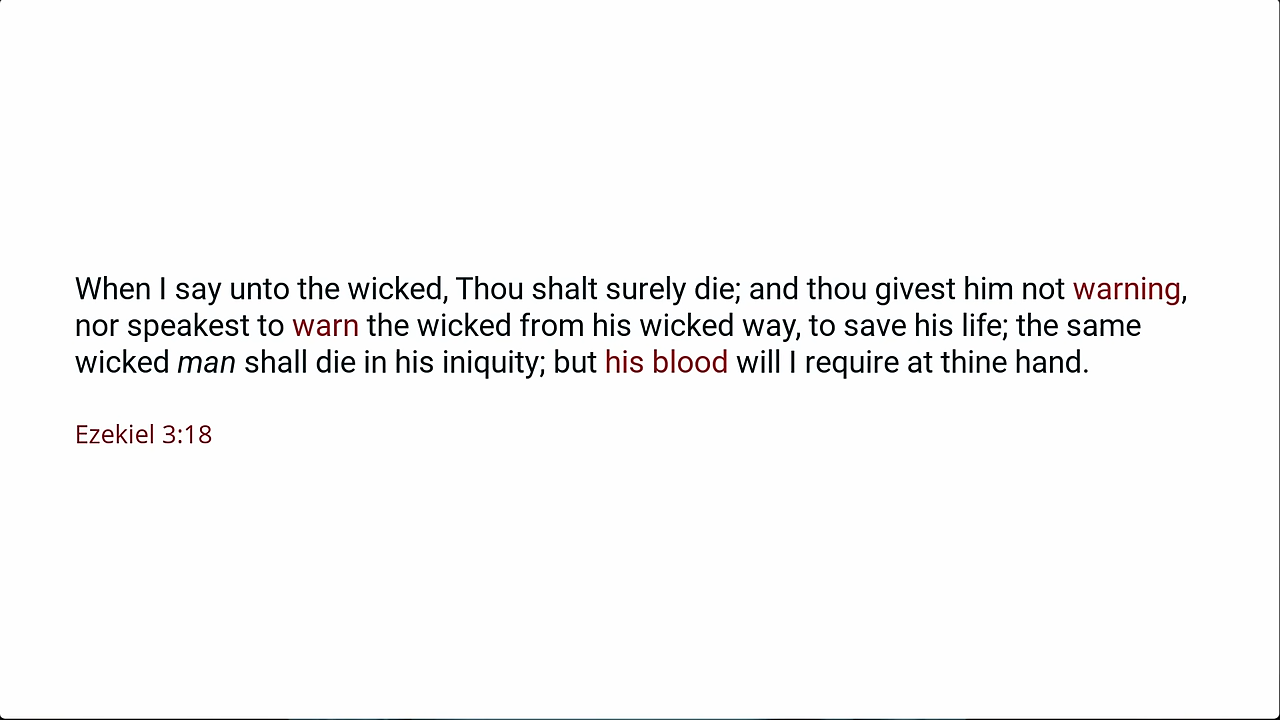 When I say unto the wicked, Thou shalt surely die; and thou givest him not warning,
nor speakest to warn the wicked from his wicked way, to save his life; the same
wicked man shall die in his iniquity; but his blood will I require at thine hand.
Ezekiel 3:18